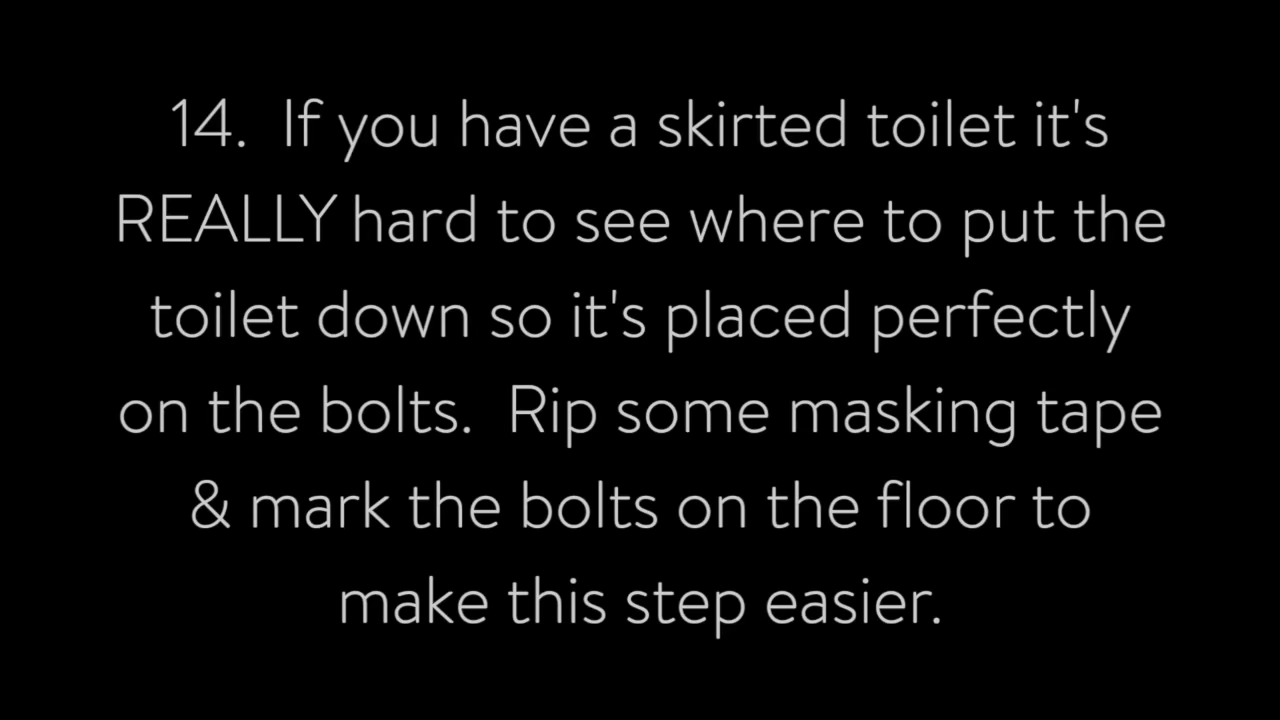 14.  If you have a skirted toilet it's
REALLY hard to see where to put the
toilet down so it's placed perfectly
on the bolts.  Rip some masking tape
& mark the bolts on the floor to
make this step easier.